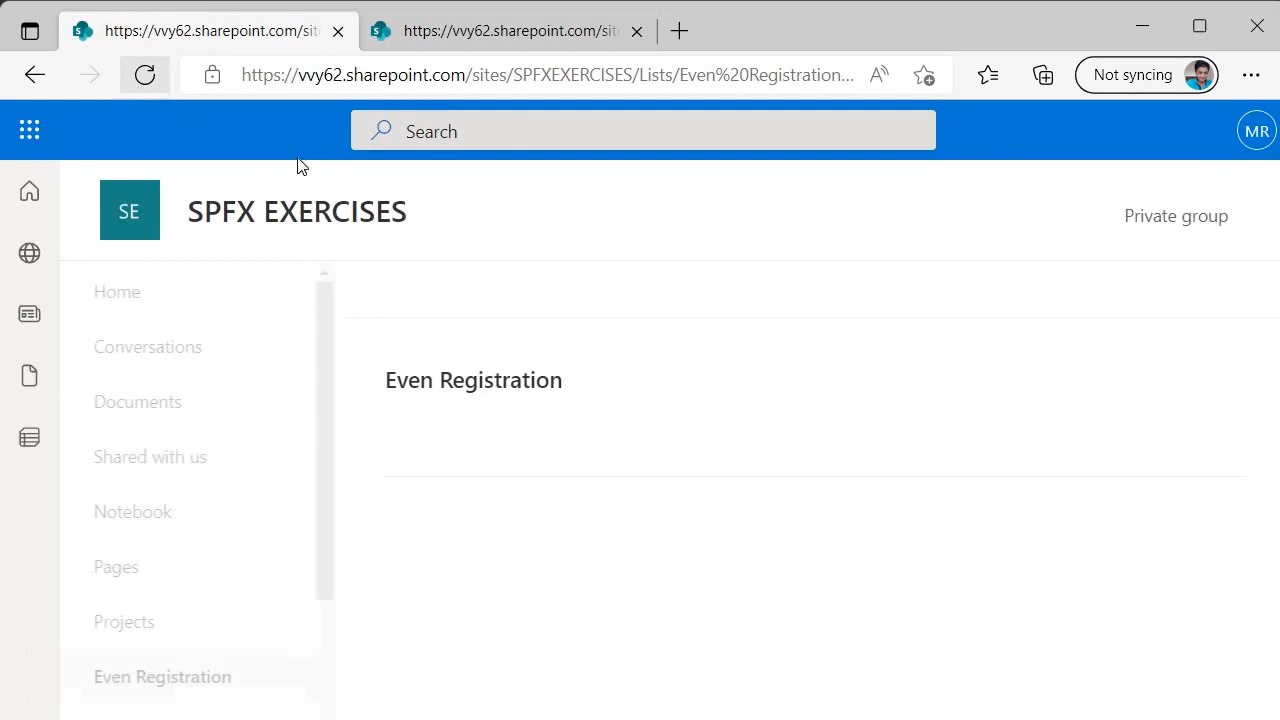 https://vvy62.sharepoint.com/sit
https://vvy62.sharepoint.com/sit
https://vvy62.sharepoint.com/sites/SPFXEXERCISES/Lists/Even%20Registration...
Not syncing
Search
MR
SE
SPFX EXERCISES
Private group
Home
Conversations
Documents
Shared with us
Notebook
Pages
Projects
Even Registration
Even Registration